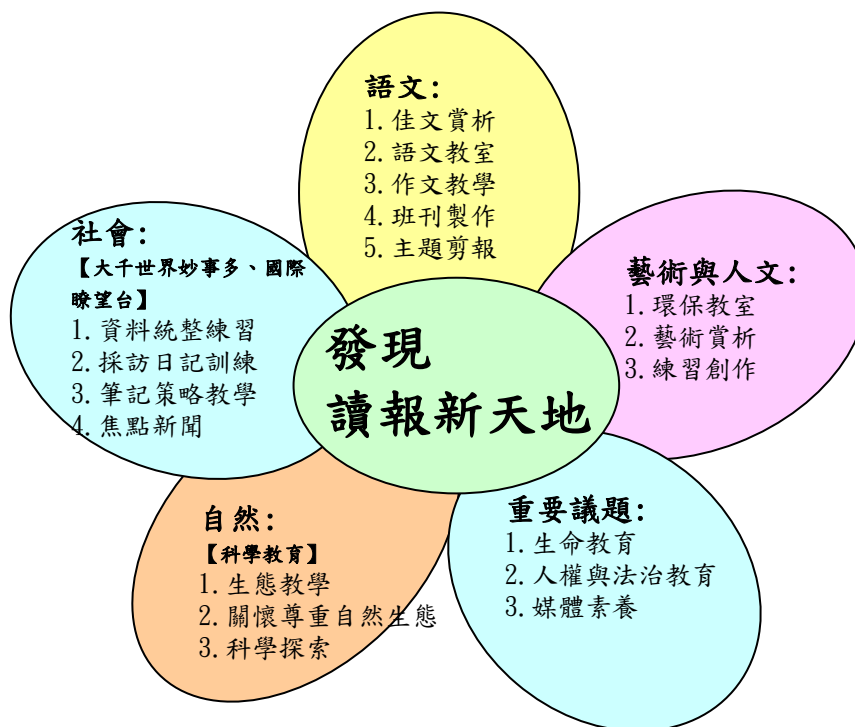 語文:
1.佳文賞析
2.語文教室
3.作文教學
4.班刊製作
5.主題剪報
社會:
【大千世界妙事多、國際
瞭望台】
1.資料統整練習
2.採訪日記訓練
3.筆記策略教學
4.焦點新聞
藝術與人文:
1.環保教室
2.藝術賞析
3.練習創作
發現
讀報新天地
自然:
【科學教育】
1.生態教學
2.關懷尊重自然生態
3.科學探索
重要議題:
1.生命教育
2.人權與法治教育
3.媒體素養